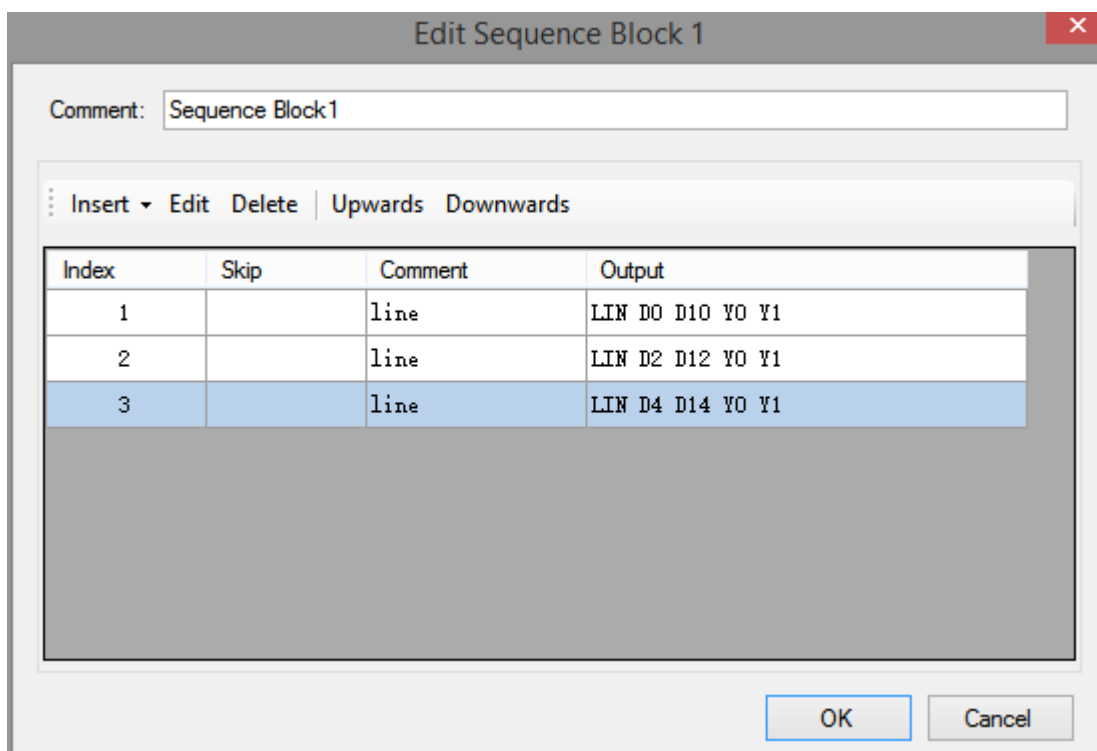 Edit Sequence Block 1
Comment: Sequence Block1
Insert Edit Delete Upwards Downwards
Index Skip Comment Output
1 line LIN D0 D10 Y0 Y1
2 line LIN D2 D12 Y0 Y1
3 line LIN D4 D14 Y0 Y1
OK Cancel